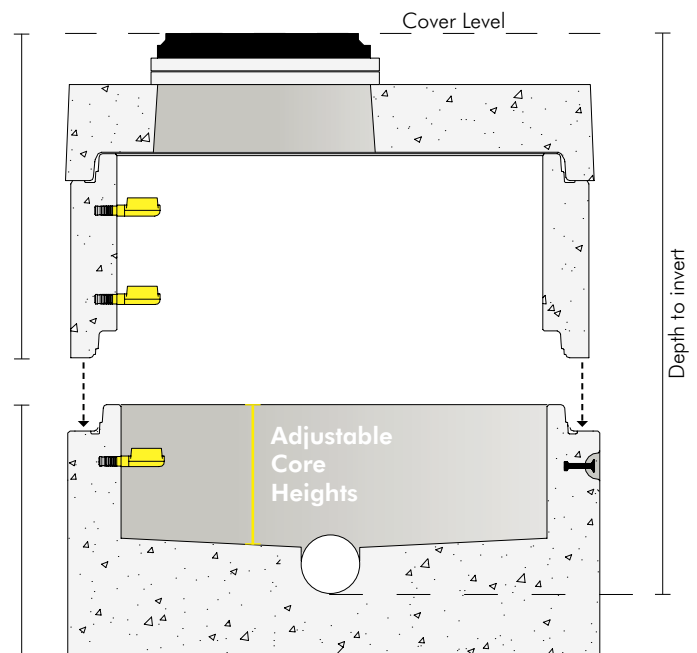 Cover Level
Depth to invert
Adjustable
Core
Heights